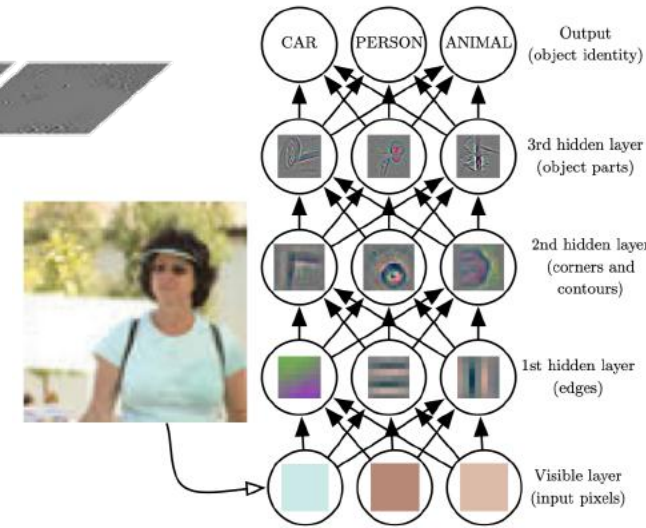 CAR PERSON ANIMAL
Output
(object identity)
3rd hidden layer
(object parts)
2nd hidden layer
(corners and
contours)
1st hidden layer
(edges)
Visible layer
(input pixels)